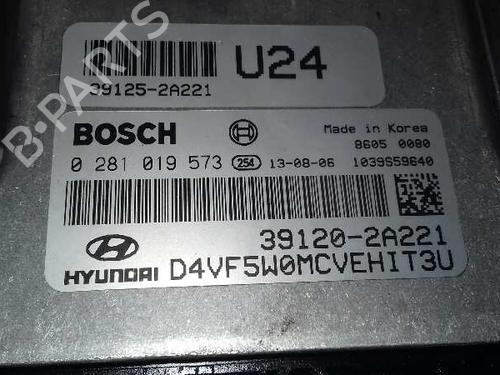 U24
39125-2A221
BOSCH
Made in Korea
8605 0080
0 281 019 573 254 13-08-06 1039S59640
39120-2A221
HYUNDAI D4VF5W0MCVEHIT3U
B-PARTS